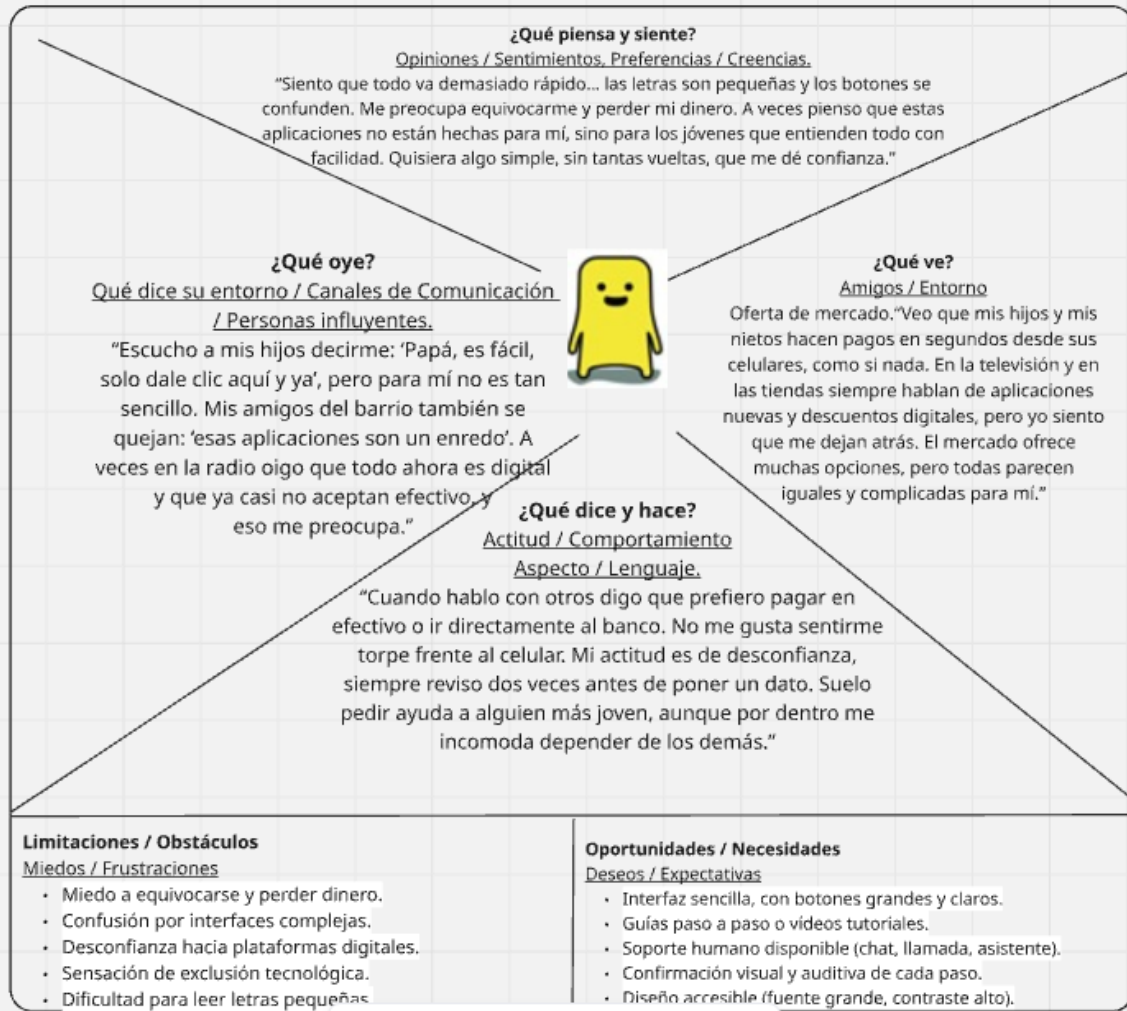 ¿Qué piensa y siente?
Opiniones / Sentimientos, Preferencias / Creencias.
“Siento que todo va demasiado rápido... las letras son pequeñas y los botones se
confunden. Me preocupa equivocarme y perder mi dinero. A veces pienso que estas
aplicaciones no están hechas para mí, sino para los jóvenes que entienden todo con
facilidad. Quisiera algo simple, sin tantas vueltas, que me dé confianza.”
¿Qué oye?
Qué dice su entorno / Canales de Comunicación
/ Personas influyentes.
“Escucho a mis hijos decirme: ‘Papá, es fácil,
solo dale clic aquí y ya’, pero para mí no es tan
sencillo. Mis amigos del barrio también se
quejan: ‘esas aplicaciones son un enredo’. A
veces en la radio oigo que todo ahora es digital
y que ya casi no aceptan efectivo, y
eso me preocupa.”
¿Qué ve?
Amigos / Entorno
Oferta de mercado.“Veo que mis hijos y mis
nietos hacen pagos en segundos desde sus
celulares, como si nada. En la televisión y en
las tiendas siempre hablan de aplicaciones
nuevas y descuentos digitales, pero yo siento
que me dejan atrás. El mercado ofrece
muchas opciones, pero todas parecen
iguales y complicadas para mí.”
¿Qué dice y hace?
Actitud / Comportamiento
Aspecto / Lenguaje.
“Cuando hablo con otros digo que prefiero pagar en
efectivo o ir directamente al banco. No me gusta sentirme
torpe frente al celular. Mi actitud es de desconfianza,
siempre reviso dos veces antes de poner un dato. Suelo
pedir ayuda a alguien más joven, aunque por dentro me
incomoda depender de los demás.”
Limitaciones / Obstáculos
Miedos / Frustraciones
• Miedo a equivocarse y perder dinero.
• Confusión por interfaces complejas.
• Desconfianza hacia plataformas digitales.
• Sensación de exclusión tecnológica.
• Dificultad para leer letras pequeñas.
Oportunidades / Necesidades
Deseos / Expectativas
• Interfaz sencilla, con botones grandes y claros.
• Guías paso a paso o vídeos tutoriales.
• Soporte humano disponible (chat, llamada, asistente).
• Confirmación visual y auditiva de cada paso.
• Diseño accesible (fuente grande, contraste alto).